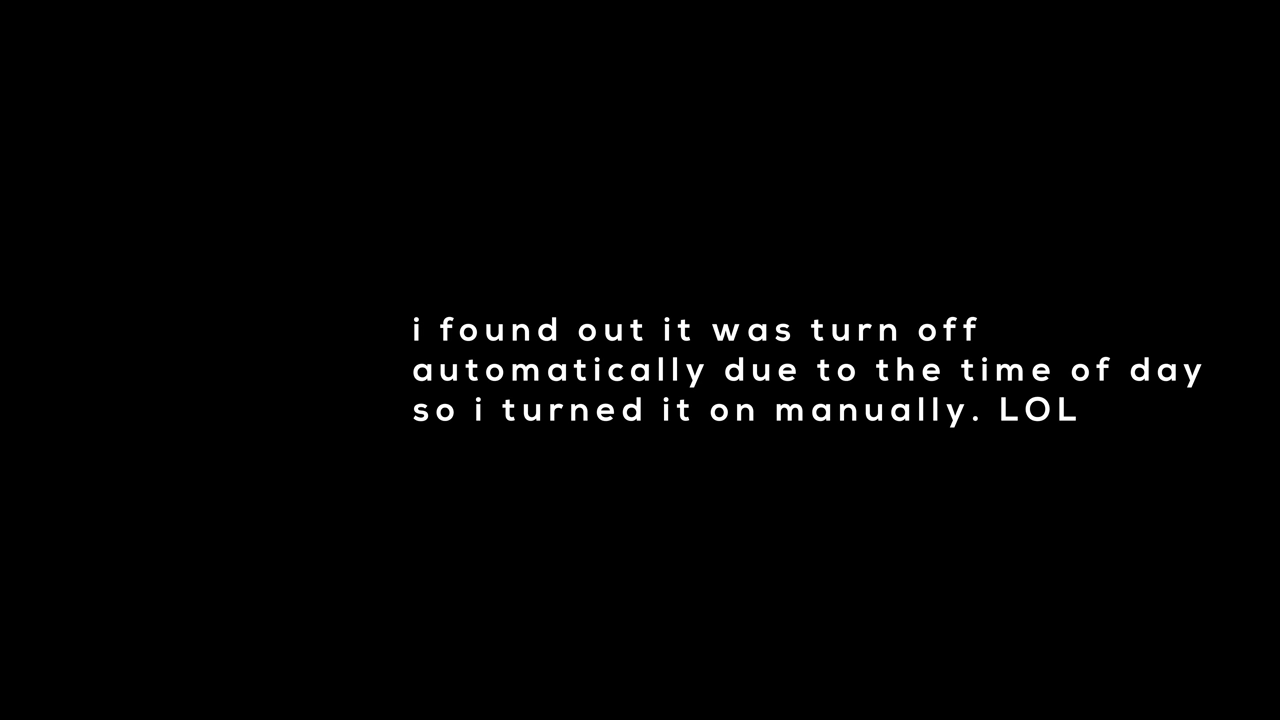 i found out it was turn off
automatically due to the time of day
so i turned it on manually. LOL